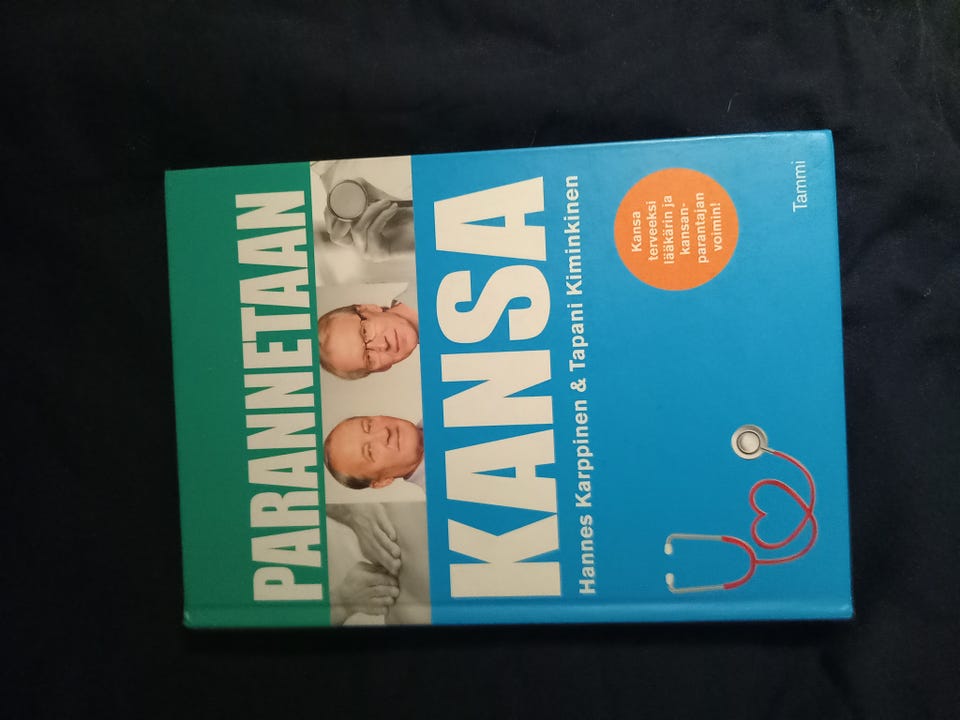 PARANNETAAN
KANSA
Hannes Karppinen & Tapani Kiminkinen
Kansa
terveeksi
lääkärin ja
kansan-
parantajan
voimin!
Tammi